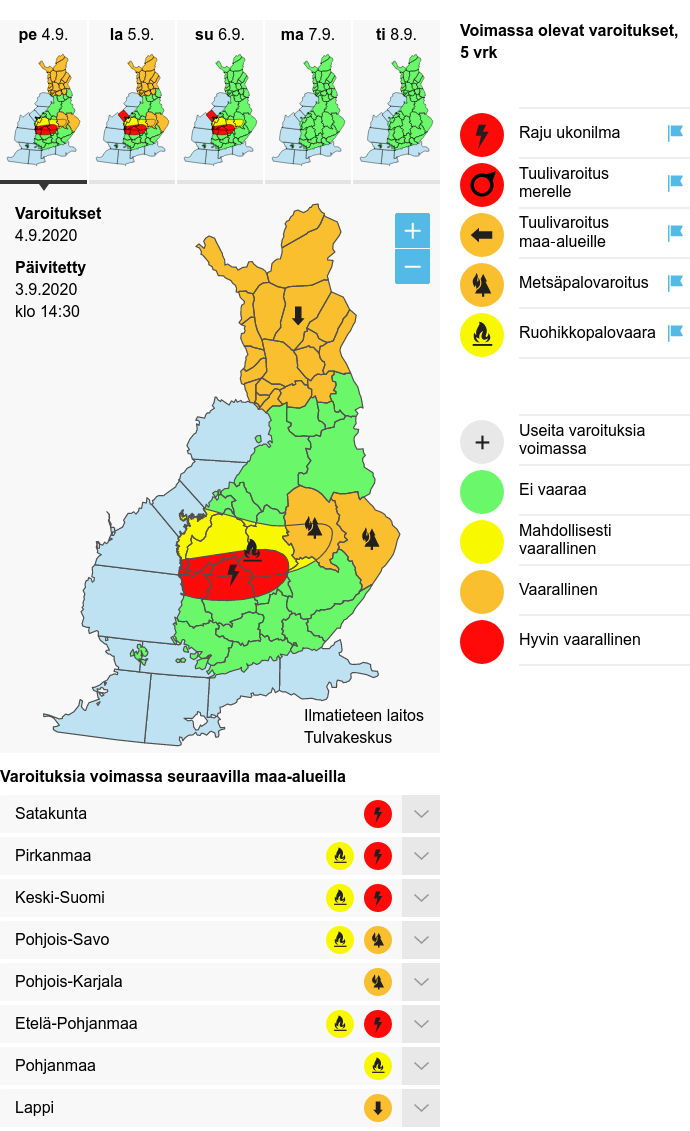 pe 4.9.
la 5.9.
su 6.9.
ma 7.9.
ti 8.9.
Varoitukset
4.9.2020
Päivitetty
3.9.2020
klo 14:30
+
−
Ilmatieteen laitos
Tulvakeskus
Voimassa olevat varoitukset,
5 vrk
Raju ukonilma
Tuulivaroitus
merelle
Tuulivaroitus
maa-alueille
Metsäpalovaroitus
Ruohikkopalovaara
+
Useita varoituksia
voimassa
Ei vaaraa
Mahdollisesti
vaarallinen
Vaarallinen
Hyvin vaarallinen
Varoituksia voimassa seuraavilla maa-alueilla
Satakunta
Pirkanmaa
Keski-Suomi
Pohjois-Savo
Pohjois-Karjala
Etelä-Pohjanmaa
Pohjanmaa
Lappi